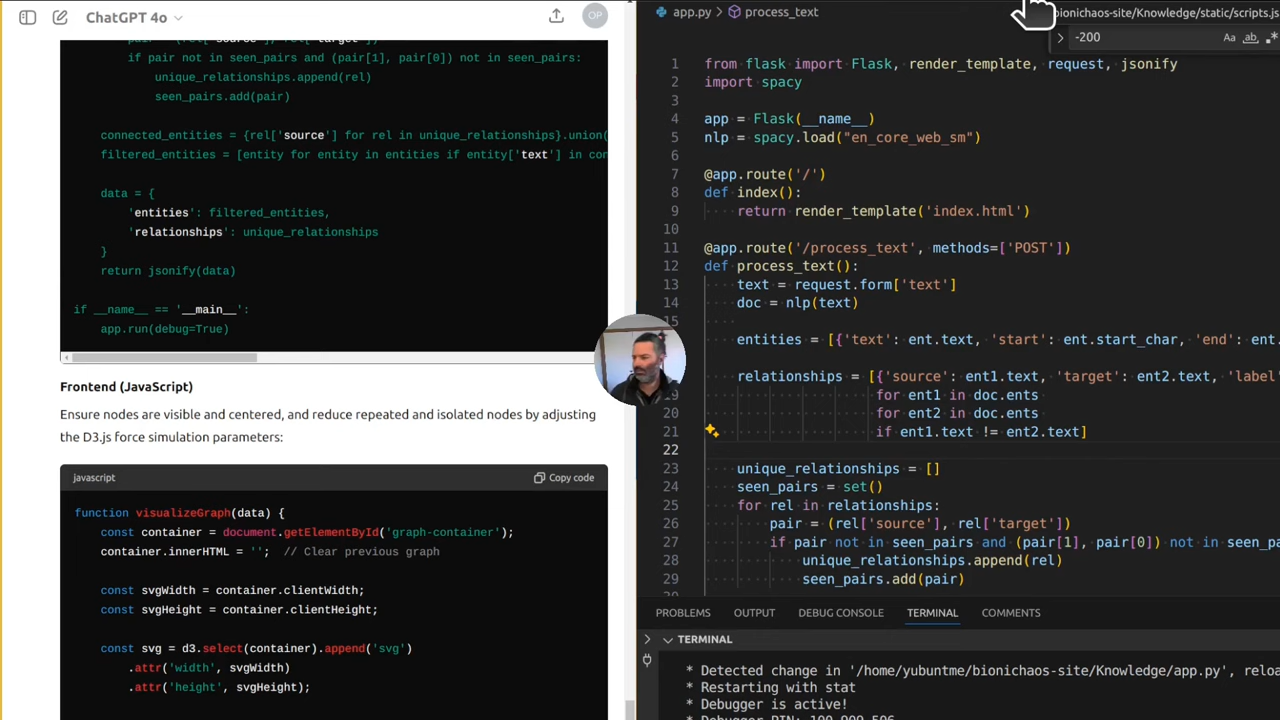 ChatGPT 4o
OP
if pair not in seen_pairs and (pair[1], pair[0]) not in seen_pairs:
unique_relationships.append(rel)
seen_pairs.add(pair)
connected_entities = {rel['source'] for rel in unique_relationships}.union(
filtered_entities = [entity for entity in entities if entity['text'] in con
data = {
'entities': filtered_entities,
'relationships': unique_relationships
}
return jsonify(data)
if __name__ == '__main__':
app.run(debug=True)
Frontend (JavaScript)
Ensure nodes are visible and centered, and reduce repeated and isolated nodes by adjusting
the D3.js force simulation parameters:
javascript
Copy code
function visualizeGraph(data) {
const container = document.getElementById('graph-container');
container.innerHTML = ''; // Clear previous graph
const svgWidth = container.clientWidth;
const svgHeight = container.clientHeight;
const svg = d3.select(container).append('svg')
.attr('width', svgWidth)
.attr('height', svgHeight);
app.py > process_text
bionichaos-site/Knowledge/static/scripts.js
-200
Aa ab
1 from flask import Flask, render_template, request, jsonify
2 import spacy
3
4 app = Flask(__name__)
5 nlp = spacy.load("en_core_web_sm")
6
7 @app.route('/')
8 def index():
9 return render_template('index.html')
10
11 @app.route('/process_text', methods=['POST'])
12 def process_text():
13 text = request.form['text']
14 doc = nlp(text)
15
entities = [{'text': ent.text, 'start': ent.start_char, 'end': ent.
relationships = [{'source': ent1.text, 'target': ent2.text, 'label'
19 for ent1 in doc.ents
20 for ent2 in doc.ents
21 if ent1.text != ent2.text]
22
23 unique_relationships = []
24 seen_pairs = set()
25 for rel in relationships:
26 pair = (rel['source'], rel['target'])
27 if pair not in seen_pairs and (pair[1], pair[0]) not in seen_pa
28 unique_relationships.append(rel)
29 seen_pairs.add(pair)
PROBLEMS OUTPUT DEBUG CONSOLE TERMINAL COMMENTS
TERMINAL
* Detected change in '/home/yubuntme/bionichaos-site/Knowledge/app.py', reloa
* Restarting with stat
* Debugger is active!